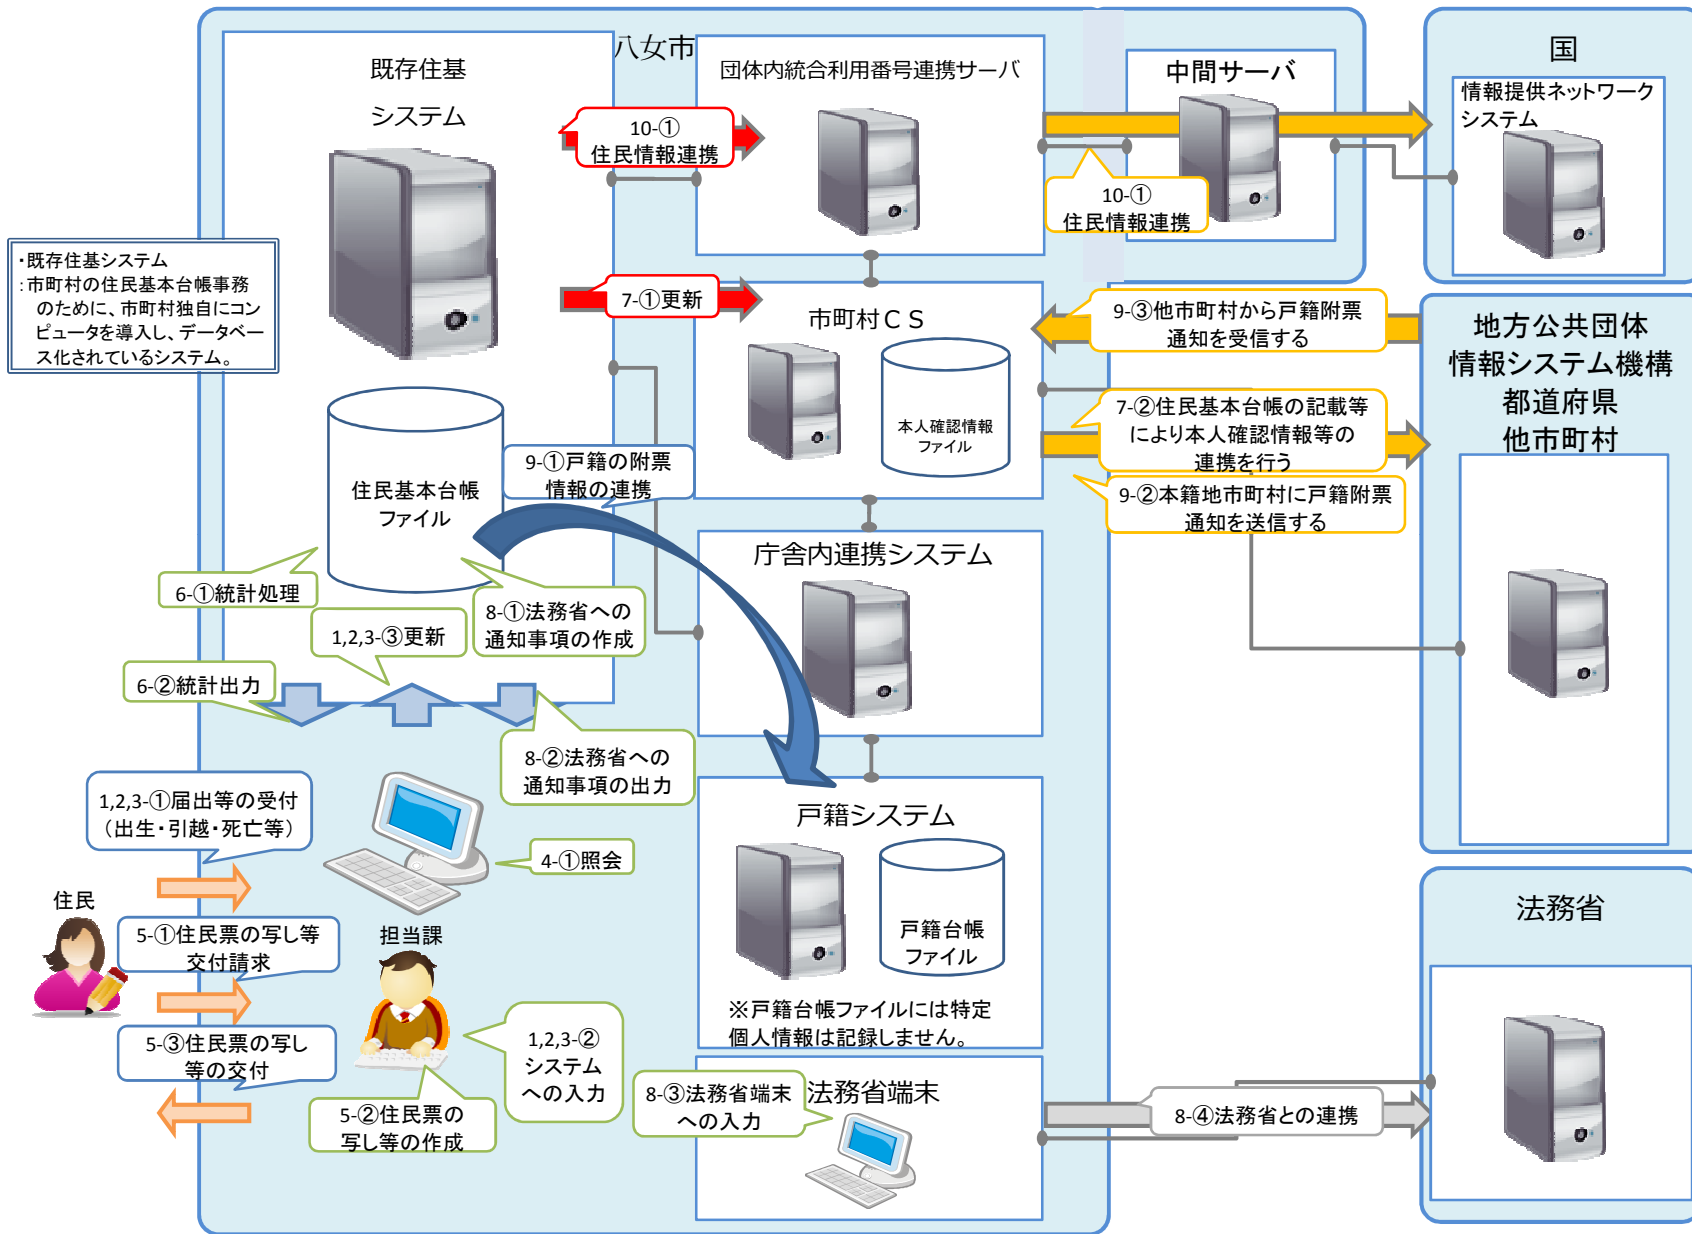 八女市
既存住基
システム
団体内統合利用番号連携サーバ
中間サーバ
国
情報提供ネットワーク
システム
10-①
住民情報連携
10-①
住民情報連携
・既存住基システム
：市町村の住民基本台帳事務
のために、市町村独自にコン
ピュータを導入し、データベー
ス化されているシステム。
7-①更新
市町村ＣＳ
本人確認情報
ファイル
9-③他市町村から戸籍附票
通知を受信する
7-②住民基本台帳の記載等
により本人確認情報等の
連携を行う
9-②本籍地市町村に戸籍附票
通知を送信する
地方公共団体
情報システム機構
都道府県
他市町村
住民基本台帳
ファイル
9-①戸籍の附票
情報の連携
庁舎内連携システム
6-①統計処理
8-①法務省への
通知事項の作成
1,2,3-③更新
6-②統計出力
8-②法務省への
通知事項の出力
1,2,3-①届出等の受付
（出生・引越・死亡等）
4-①照会
戸籍システム
戸籍台帳
ファイル
※戸籍台帳ファイルには特定
個人情報は記録しません。
住民
5-①住民票の写し等
交付請求
担当課
5-③住民票の写し
等の交付
1,2,3-②
システム
への入力
5-②住民票の
写し等の作成
8-③法務省端末
への入力
法務省端末
8-④法務省との連携
法務省